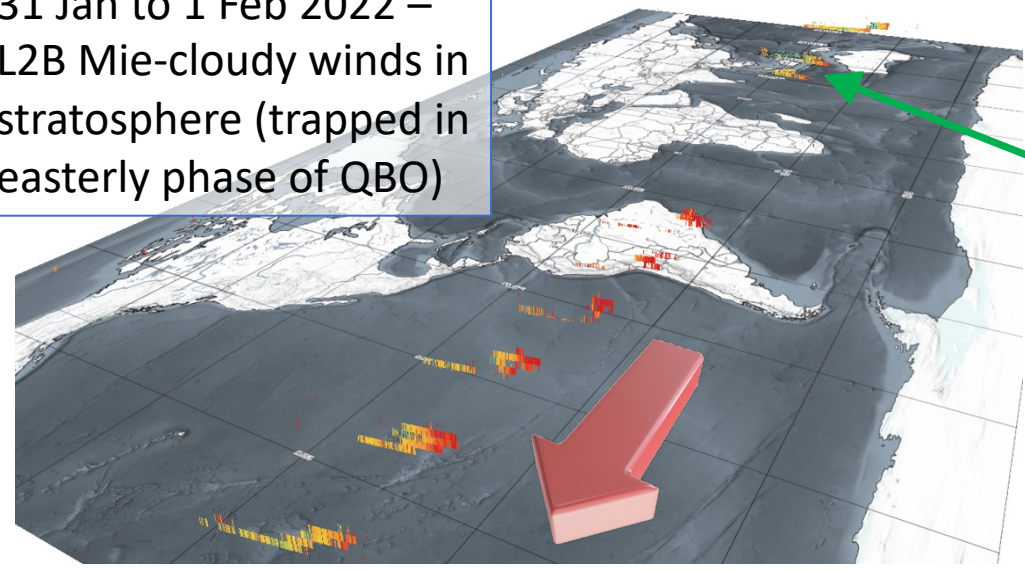 31 Jan to 1 Feb 2022 –
L2B Mie-cloudy winds in
stratosphere (trapped in
easterly phase of QBO)